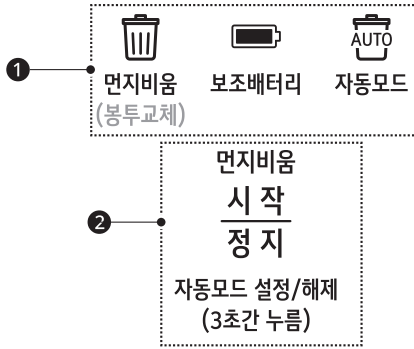 ❶
AUTO
먼지비움 보조배터리 자동모드
(봉투교체)
❷
먼지비움
시 작
정 지
자동모드 설정/해제
(3초간 누름)